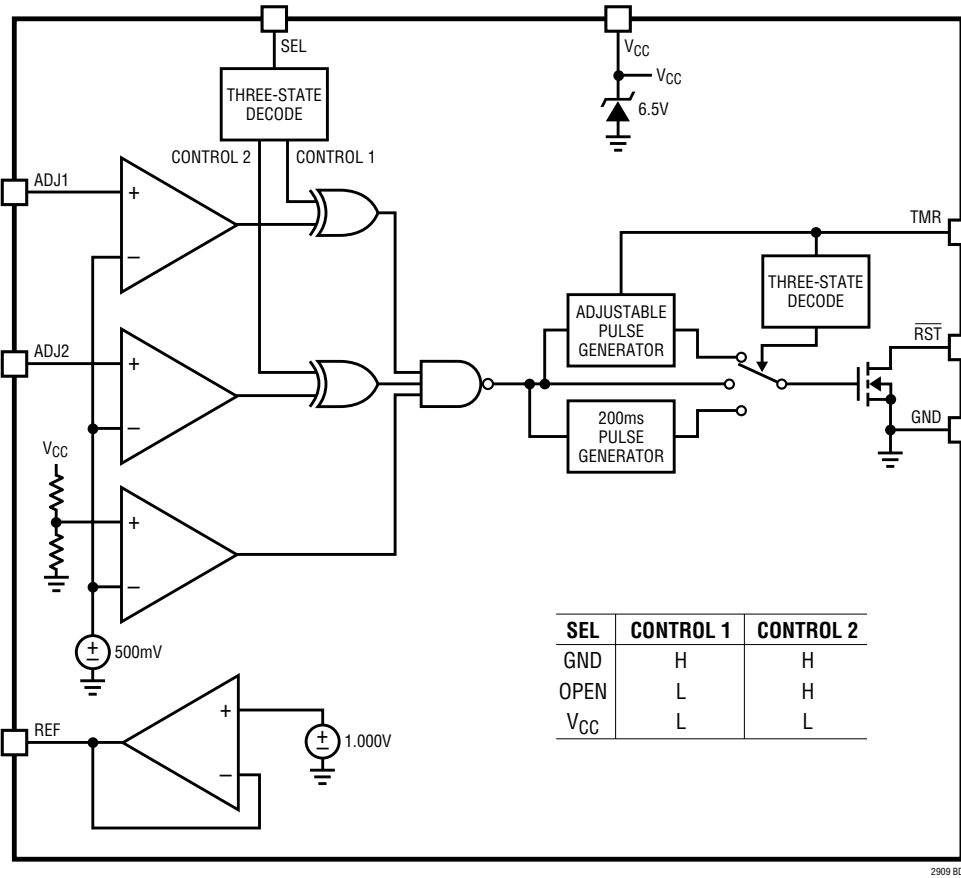 SEL
VCC
VCC
6.5V
THREE-STATE
DECODE
CONTROL 2
CONTROL 1
ADJ1
+
–
TMR
THREE-STATE
DECODE
ADJUSTABLE
PULSE
GENERATOR
RST
ADJ2
+
–
200ms
PULSE
GENERATOR
GND
VCC
+
–
+
–
500mV
SEL CONTROL 1 CONTROL 2
GND H H
OPEN L H
VCC L L
REF
+
–
+
–
1.000V
2909 BD